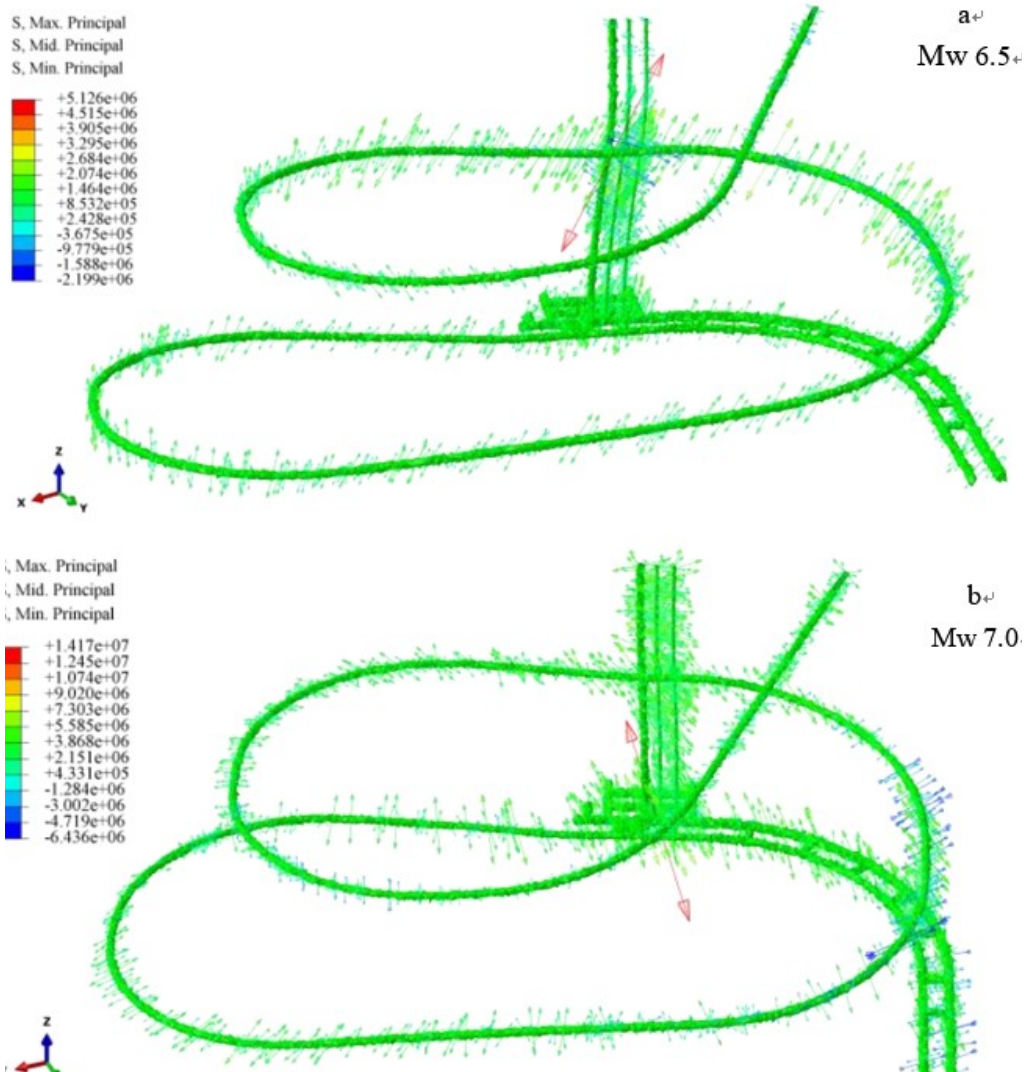 S, Max. Principal
S, Mid. Principal
S, Min. Principal
+5.126e+06
+4.515e+06
+3.905e+06
+3.295e+06
+2.684e+06
+2.074e+06
+1.464e+06
+8.532e+05
+2.428e+05
-3.675e+05
-9.779e+05
-1.588e+06
-2.199e+06
a↵
Mw 6.5↵
Z
X
Y
, Max. Principal
, Mid. Principal
, Min. Principal
+1.417e+07
+1.245e+07
+1.074e+07
+9.020e+06
+7.303e+06
+5.585e+06
+3.868e+06
+2.151e+06
+4.331e+05
-1.284e+06
-3.002e+06
-4.719e+06
-6.436e+06
b↵
Mw 7.0
Z